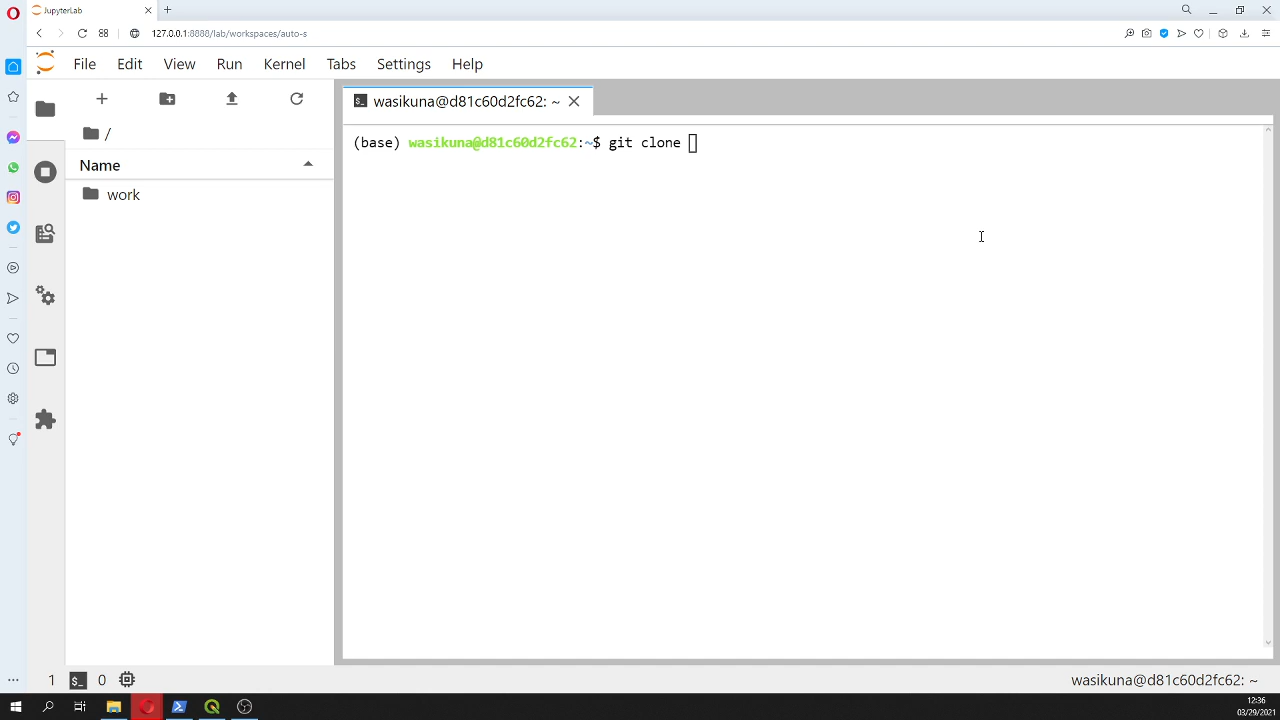 JupyterLab
127.0.0.1:8888/lab/workspaces/auto-s
File Edit View Run Kernel Tabs Settings Help
wasikuna@d81c60d2fc62: ~
/
Name
work
(base) wasikuna@d81c60d2fc62:~$ git clone
1 $_ 0
wasikuna@d81c60d2fc62: ~
12:36
03/29/2021